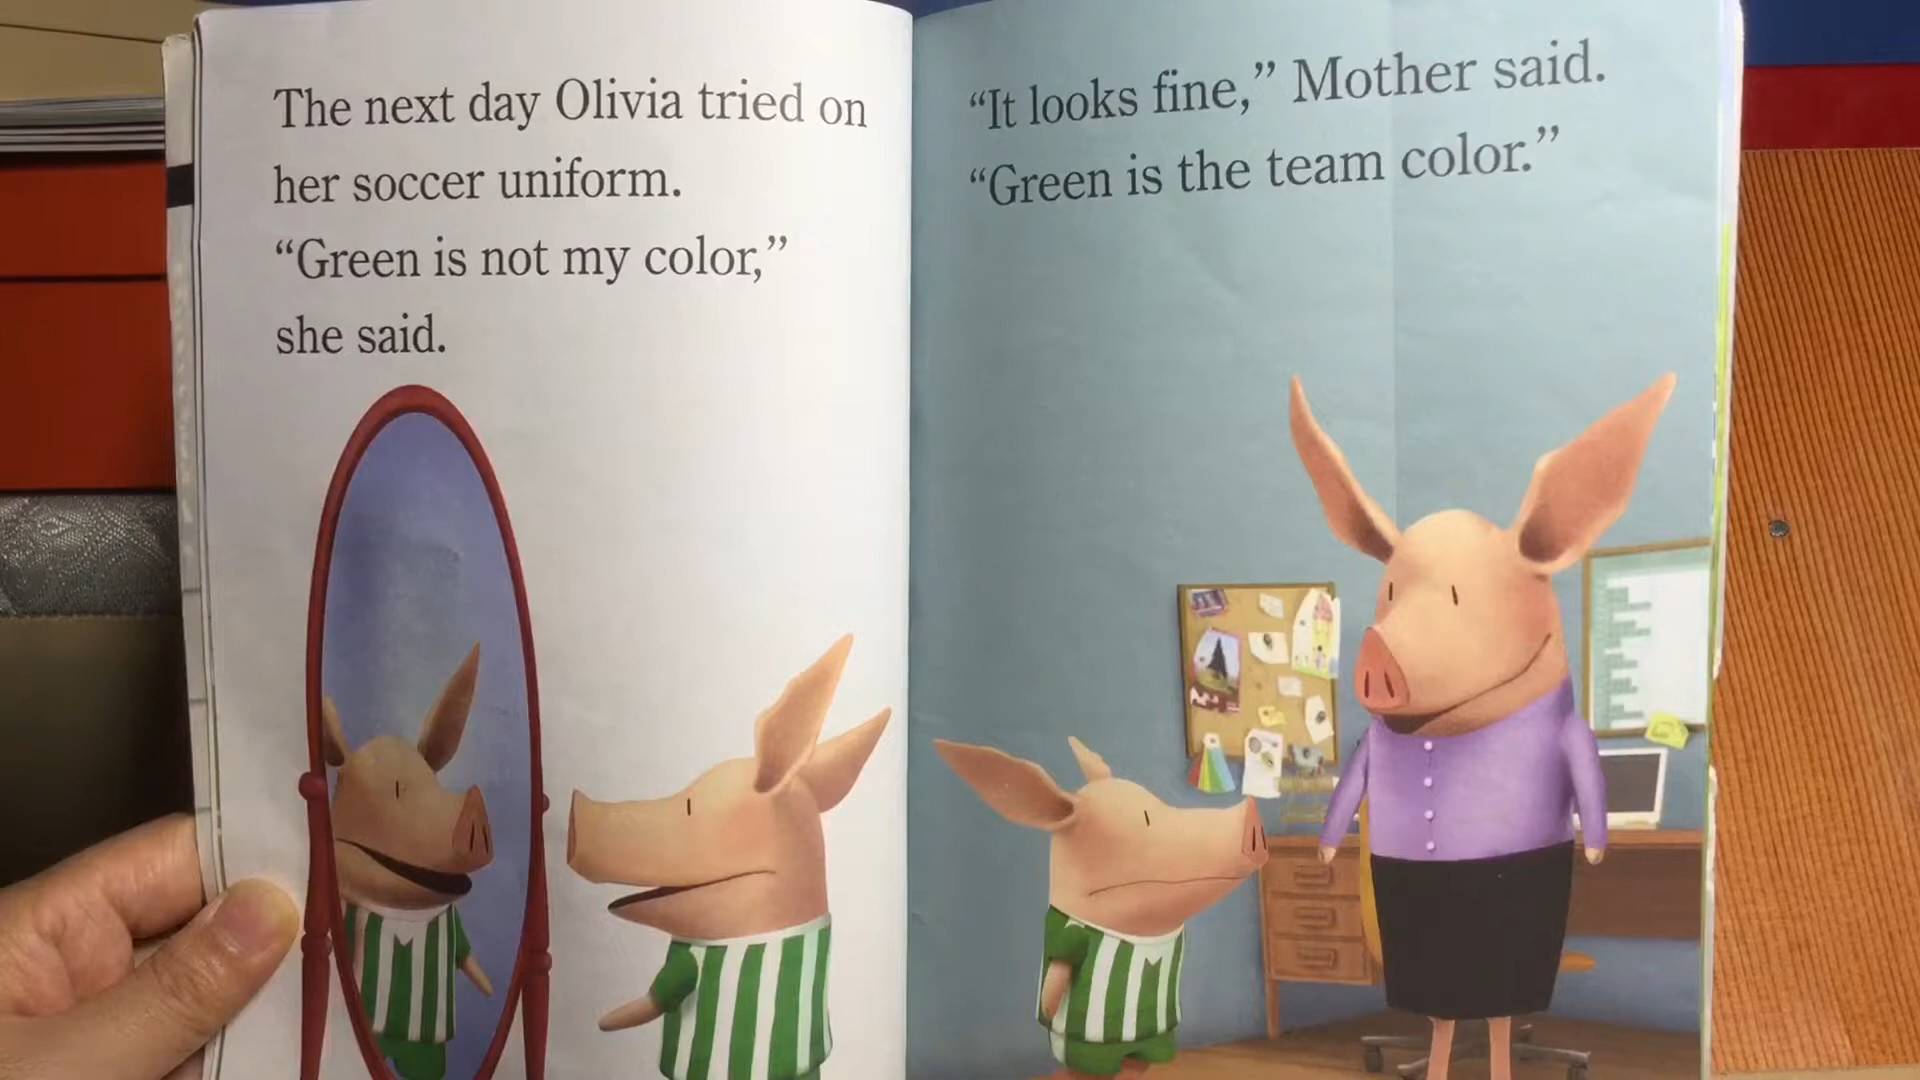 The next day Olivia tried on
her soccer uniform.
“Green is not my color,”
she said.
“It looks fine,” Mother said.
“Green is the team color.”